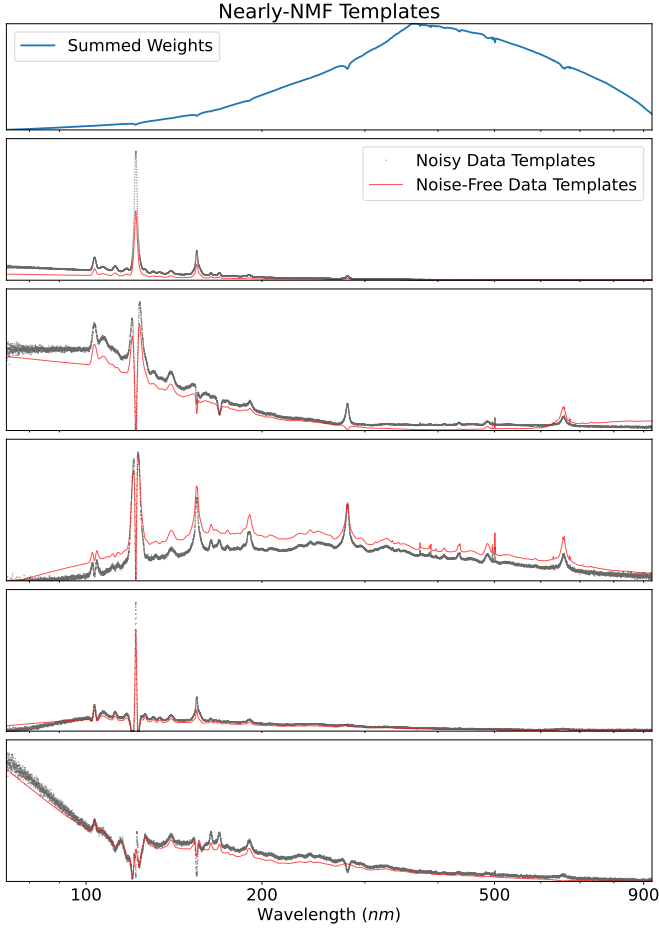 Nearly-NMF Templates
Summed Weights
Noisy Data Templates
Noise-Free Data Templates
100
200
500
900
Wavelength (nm)